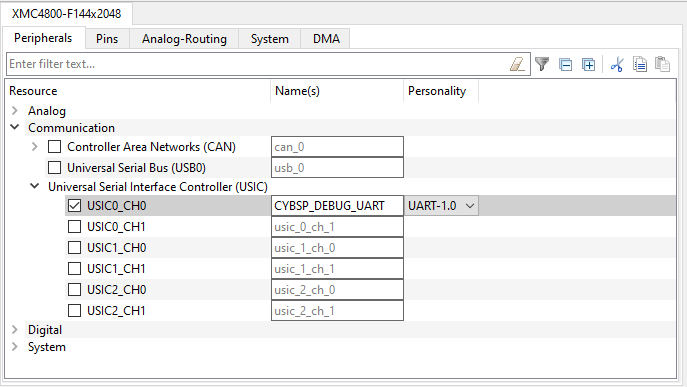 XMC4800-F144x2048
Peripherals Pins Analog-Routing System DMA
Enter filter text...
Resource Name(s) Personality
Analog
Communication
Controller Area Networks (CAN) can_0
Universal Serial Bus (USB0) usb_0
Universal Serial Interface Controller (USIC)
USIC0_CH0 CYBSP_DEBUG_UART UART-1.0
USIC0_CH1 usic_0_ch_1
USIC1_CH0 usic_1_ch_0
USIC1_CH1 usic_1_ch_1
USIC2_CH0 usic_2_ch_0
USIC2_CH1 usic_2_ch_1
Digital
System